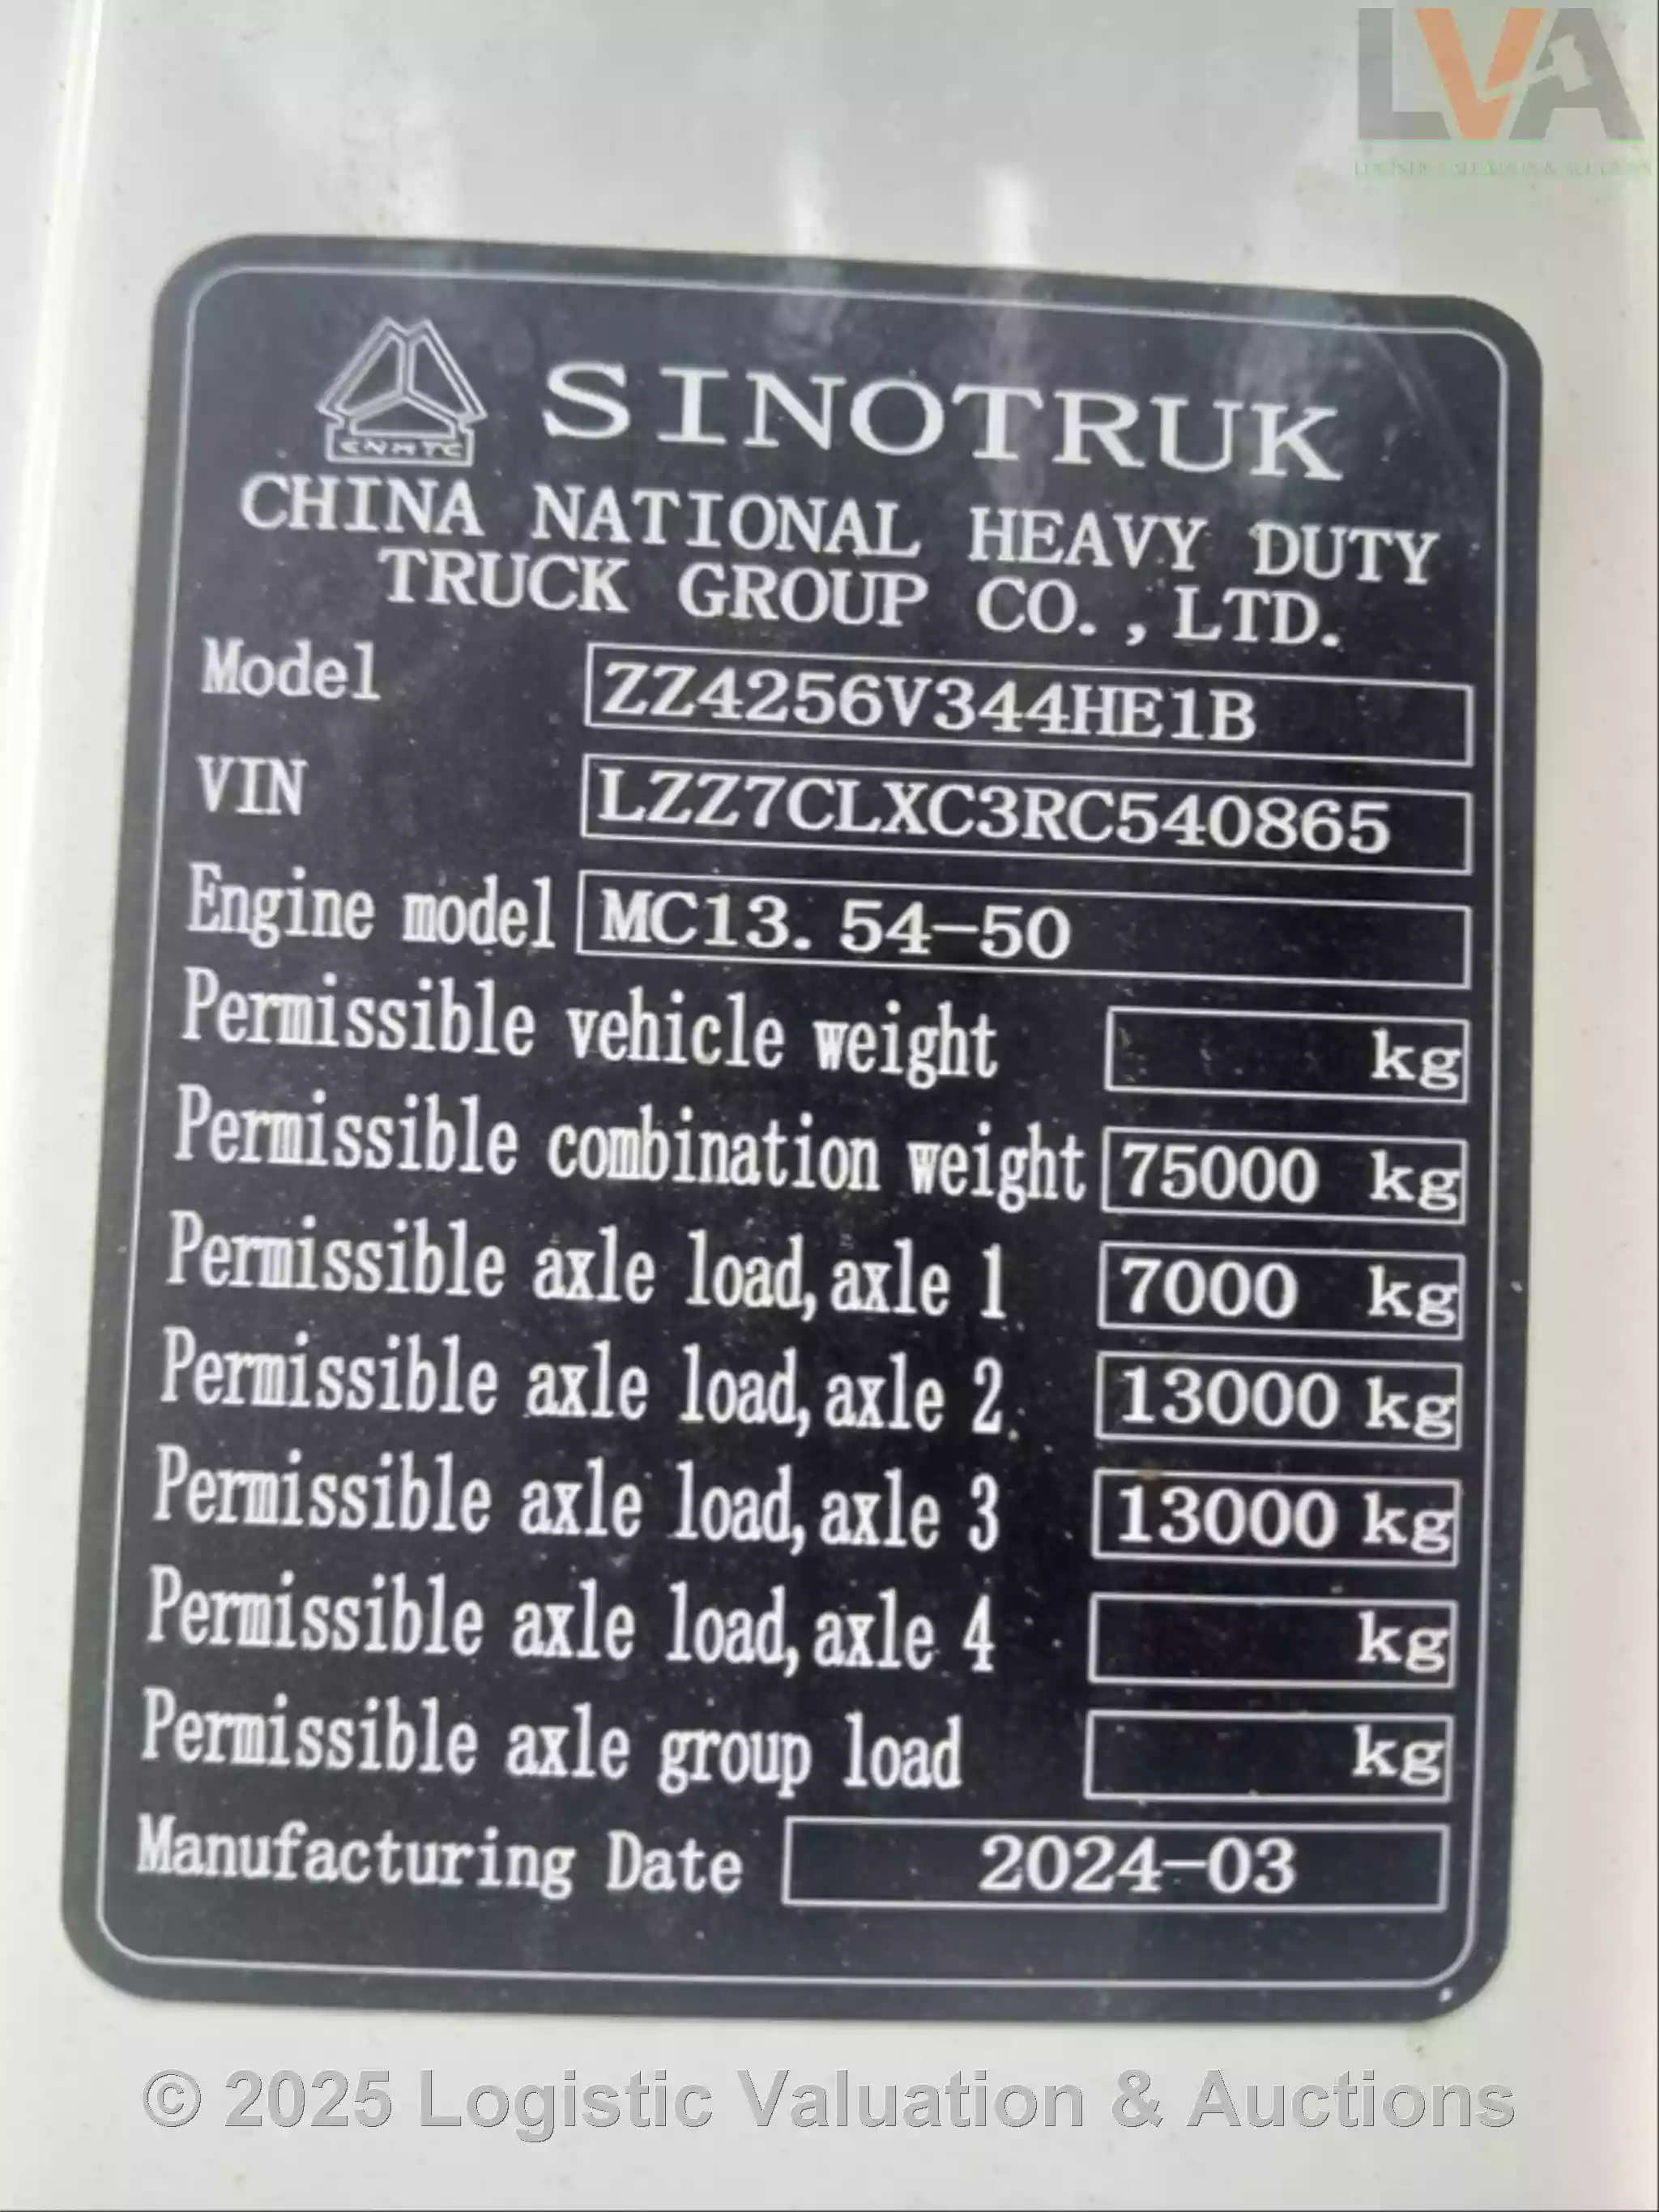 LVA
LOGISTIC VALUATION & AUCTIONS
CNHTC
SINOTRUK
CHINA NATIONAL HEAVY DUTY
TRUCK GROUP CO., LTD.
Model ZZ4256V344HE1B
VIN LZZ7CLXC3RC540865
Engine model MC13. 54-50
Permissible vehicle weight kg
Permissible combination weight 75000 kg
Permissible axle load, axle 1 7000 kg
Permissible axle load, axle 2 13000 kg
Permissible axle load, axle 3 13000 kg
Permissible axle load, axle 4 kg
Permissible axle group load kg
Manufacturing Date 2024-03
© 2025 Logistic Valuation & Auctions